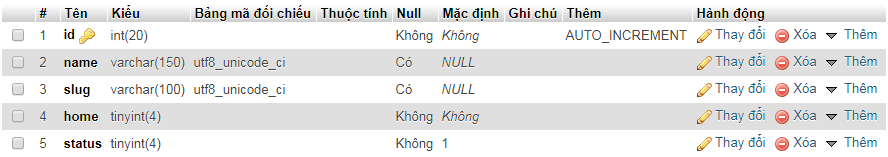 # Tên Kiểu Bảng mã đối chiếu Thuộc tính Null Mặc định Ghi chú Thêm Hành động
1 id int(20) Không Không AUTO_INCREMENT Thay đổi Xóa Thêm
2 name varchar(150) utf8_unicode_ci Có NULL Thay đổi Xóa Thêm
3 slug varchar(100) utf8_unicode_ci Có NULL Thay đổi Xóa Thêm
4 home tinyint(4) Không Không Thay đổi Xóa Thêm
5 status tinyint(4) Không 1 Thay đổi Xóa Thêm